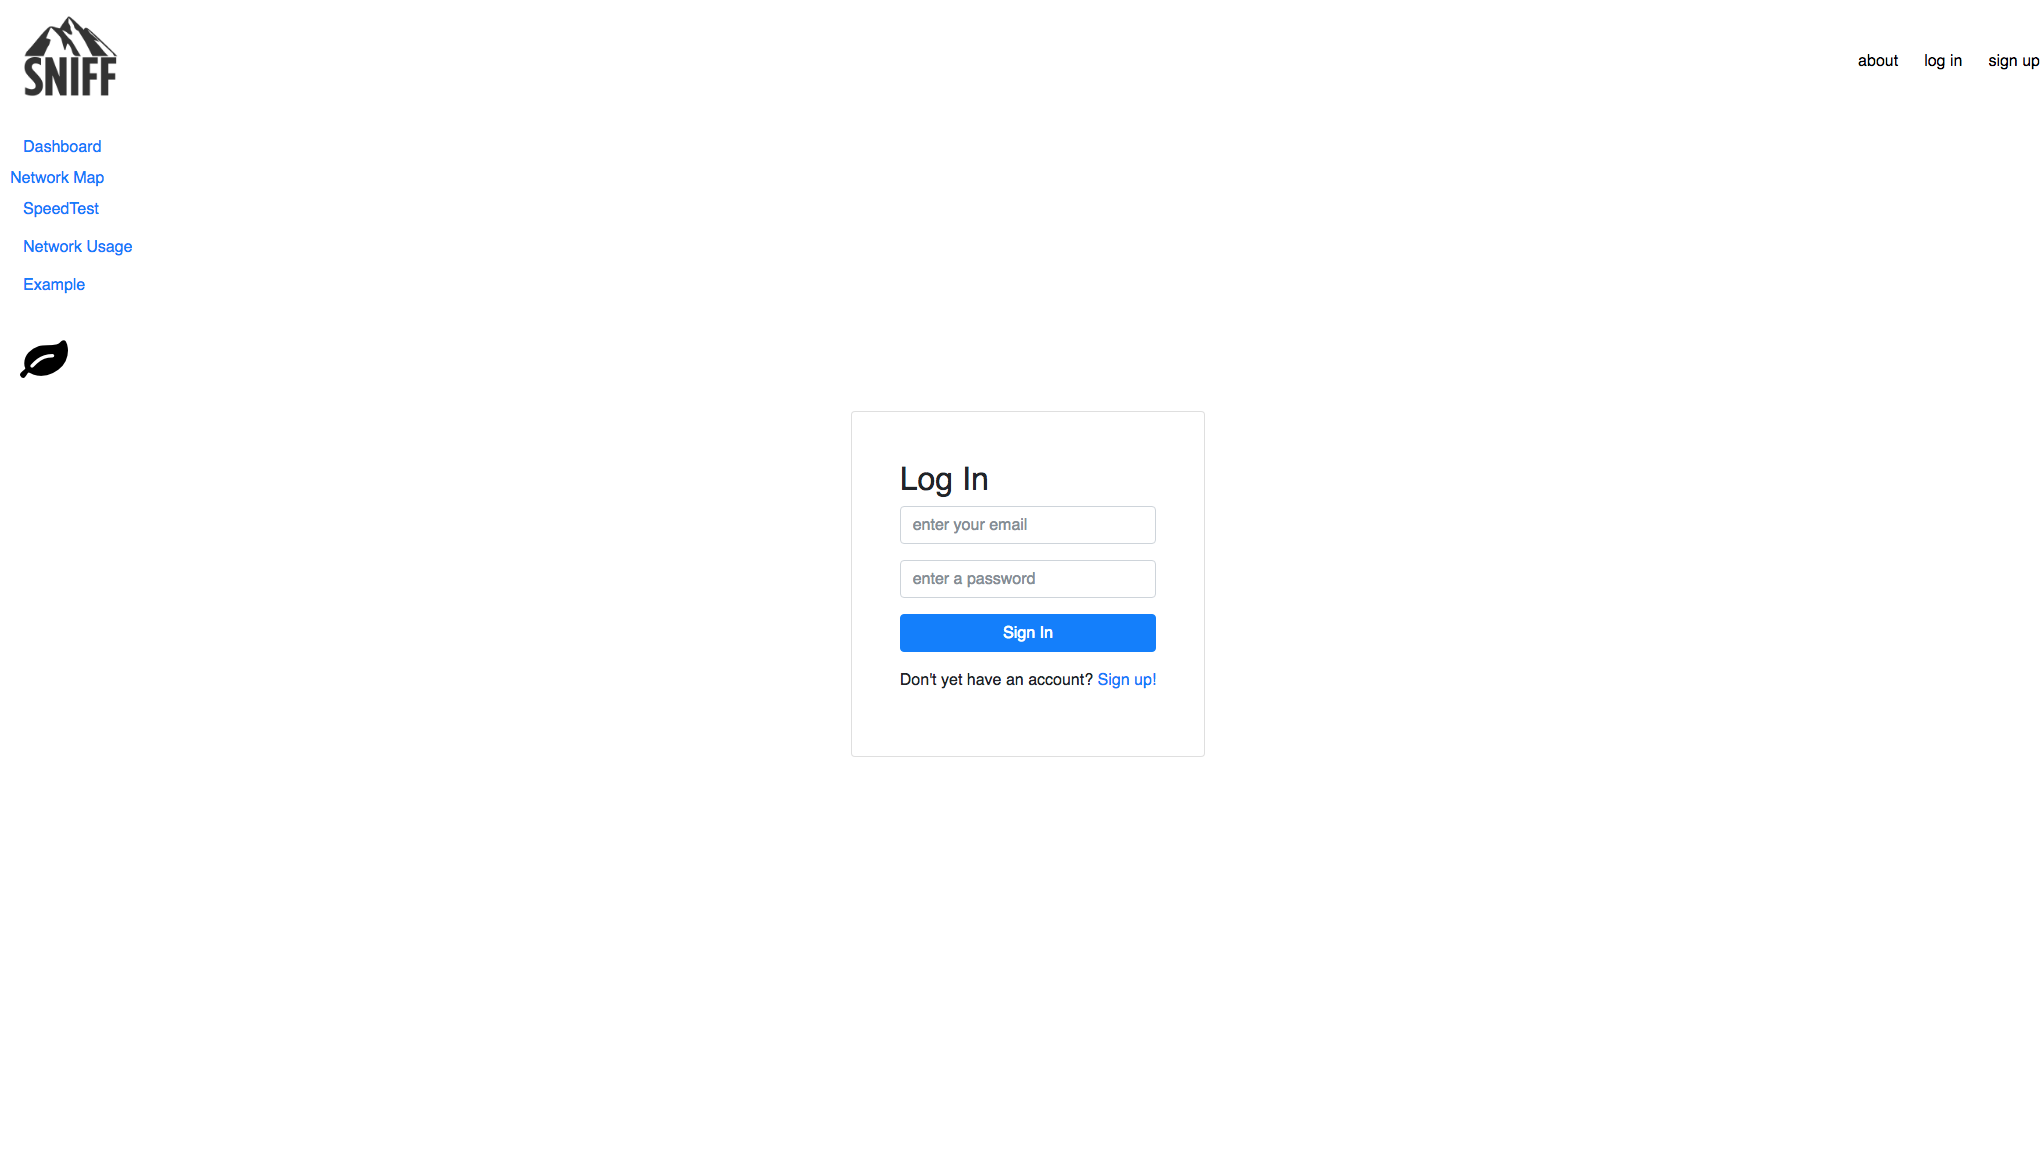 SNIFF
about log in sign up
Dashboard
Network Map
SpeedTest
Network Usage
Example
Log In
enter your email
enter a password
Sign In
Don't yet have an account? Sign up!